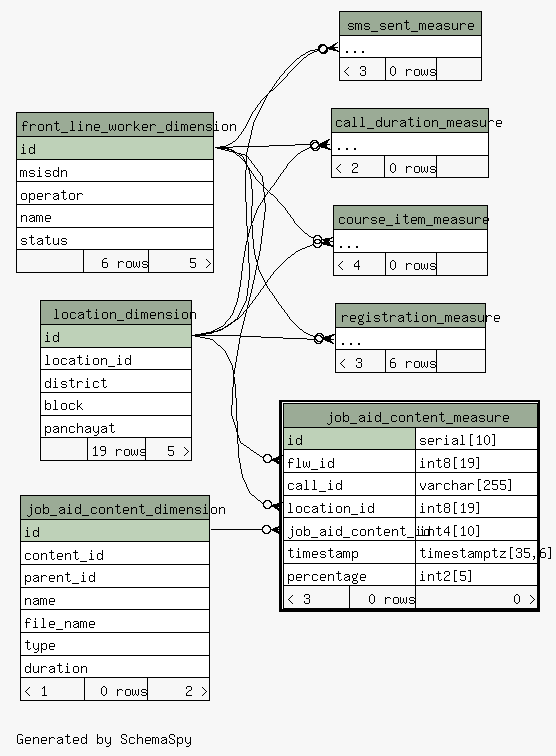 sms_sent_measure
...
< 3 0 rows
front_line_worker_dimension
id
msisdn
operator
name
status
6 rows 5 >
call_duration_measure
...
< 2 0 rows
course_item_measure
...
< 4 0 rows
location_dimension
id
location_id
district
block
panchayat
19 rows 5 >
registration_measure
...
< 3 6 rows
job_aid_content_measure
id serial[10]
flw_id int8[19]
call_id varchar[255]
location_id int8[19]
job_aid_content_id int4[10]
timestamp timestamptz[35,6]
percentage int2[5]
< 3 0 rows 0 >
job_aid_content_dimension
id
content_id
parent_id
name
file_name
type
duration
< 1 0 rows 2 >
Generated by SchemaSpy